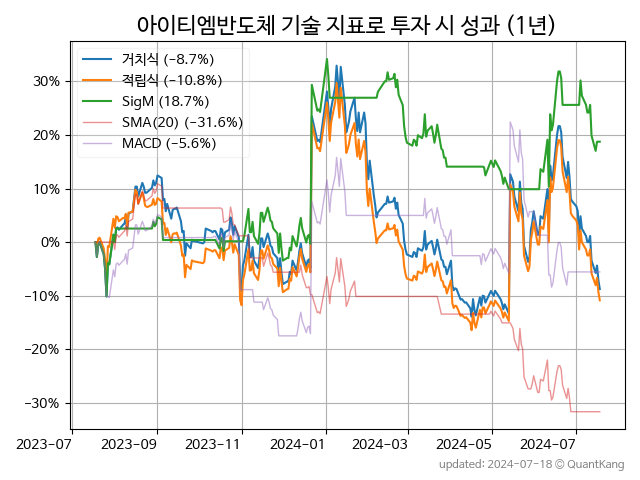 아이티엠반도체 기술 지표로 투자 시 성과 (1년)
거치식 (−8.7%)
적립식 (−10.8%)
SigM (18.7%)
SMA(20) (−31.6%)
MACD (−5.6%)
30%
20%
10%
0%
−10%
−20%
−30%
2023-07 2023-09 2023-11 2024-01 2024-03 2024-05 2024-07
updated: 2024-07-18 © QuantKang